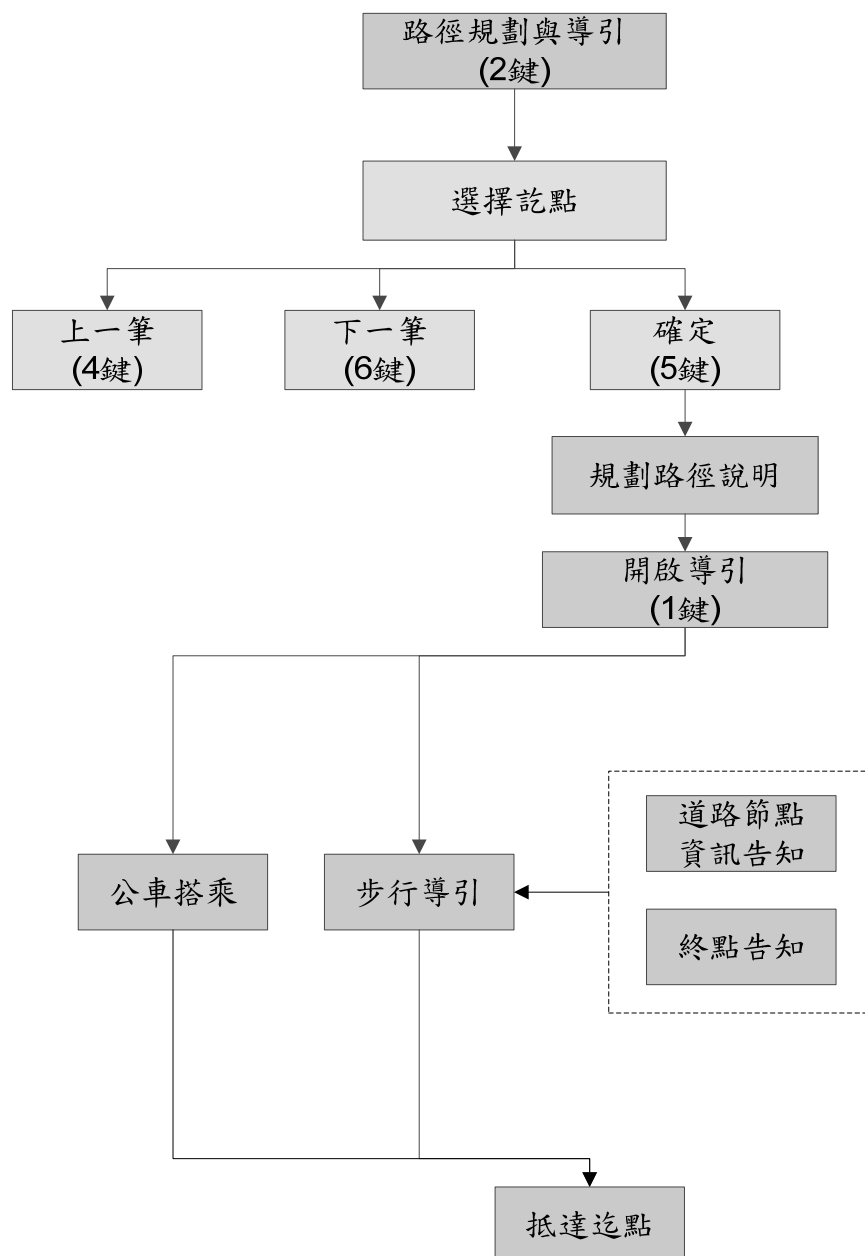 路徑規劃與導引
(2鍵)
選擇訖點
上一筆
(4鍵)
下一筆
(6鍵)
確定
(5鍵)
規劃路徑說明
開啟導引
(1鍵)
道路節點
資訊告知
公車搭乘
步行導引
終點告知
抵達迄點